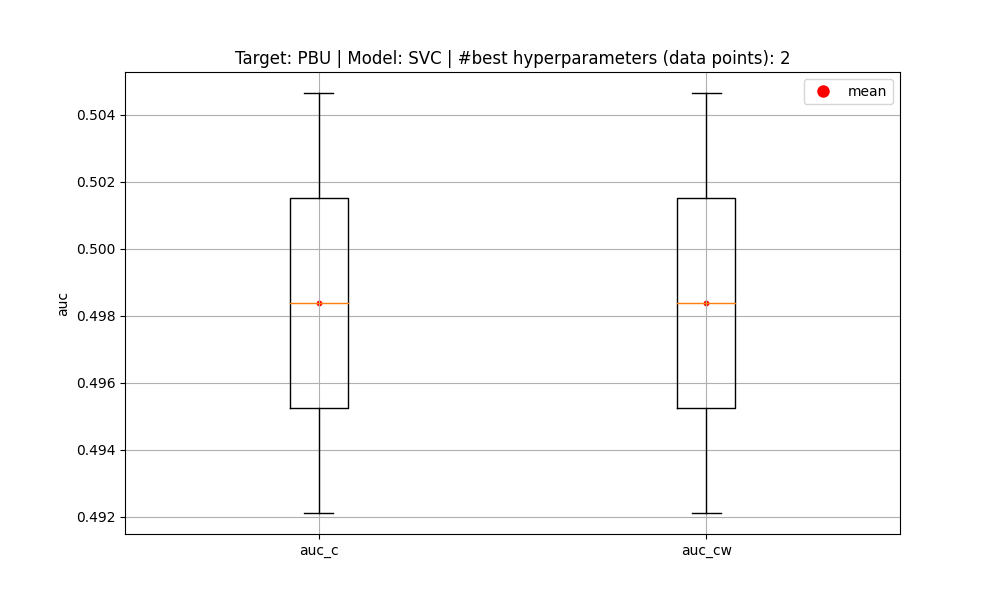 Target: PBU | Model: SVC | #best hyperparameters (data points): 2
mean
0.504
0.502
0.500
0.498
0.496
0.494
0.492
auc
auc_c
auc_cw